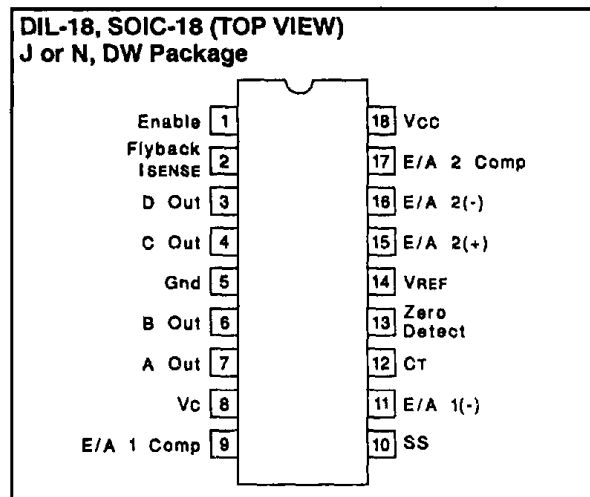 DIL-18, SOIC-18 (TOP VIEW)
J or N, DW Package
Enable 1
Flyback
ISENSE 2
D Out 3
C Out 4
Gnd 5
B Out 6
A Out 7
Vc 8
E/A 1 Comp 9
18 VCC
17 E/A 2 Comp
16 E/A 2(-)
15 E/A 2(+)
14 VREF
13 Zero
Detect
12 CT
11 E/A 1(-)
10 SS